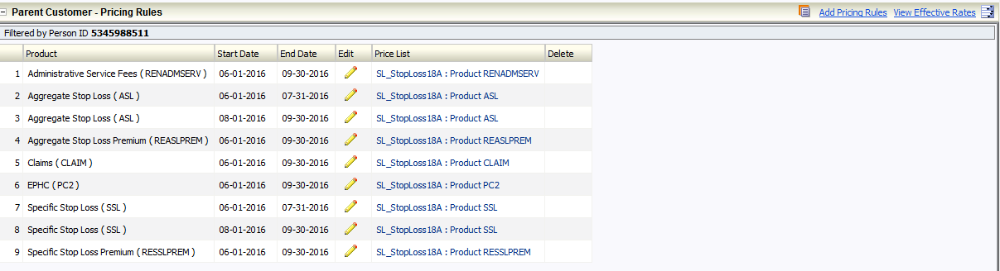 Parent Customer - Pricing Rules Add Pricing Rules View Effective Rates
Filtered by Person ID 5345988511
Product Start Date End Date Edit Price List Delete
1 Administrative Service Fees ( RENADMSERV ) 06-01-2016 09-30-2016 SL_StopLoss18A : Product RENADMSERV
2 Aggregate Stop Loss ( ASL ) 06-01-2016 07-31-2016 SL_StopLoss18A : Product ASL
3 Aggregate Stop Loss ( ASL ) 08-01-2016 09-30-2016 SL_StopLoss18A : Product ASL
4 Aggregate Stop Loss Premium ( REASLPREM ) 06-01-2016 09-30-2016 SL_StopLoss18A : Product REASLPREM
5 Claims ( CLAIM ) 06-01-2016 09-30-2016 SL_StopLoss18A : Product CLAIM
6 EPHC ( PC2 ) 06-01-2016 09-30-2016 SL_StopLoss18A : Product PC2
7 Specific Stop Loss ( SSL ) 06-01-2016 07-31-2016 SL_StopLoss18A : Product SSL
8 Specific Stop Loss ( SSL ) 08-01-2016 09-30-2016 SL_StopLoss18A : Product SSL
9 Specific Stop Loss Premium ( RESSLPREM ) 06-01-2016 09-30-2016 SL_StopLoss18A : Product RESSLPREM